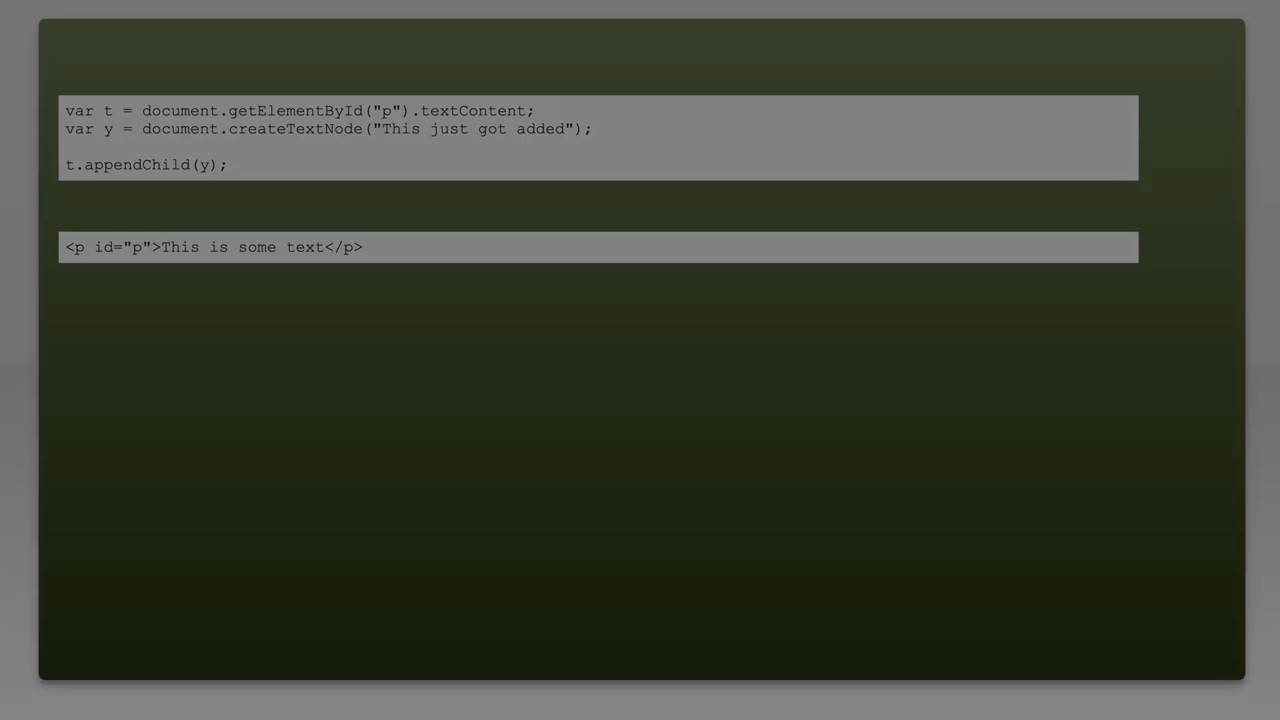 var t = document.getElementById("p").textContent;
var y = document.createTextNode("This just got added");
t.appendChild(y);
<p id="p">This is some text</p>